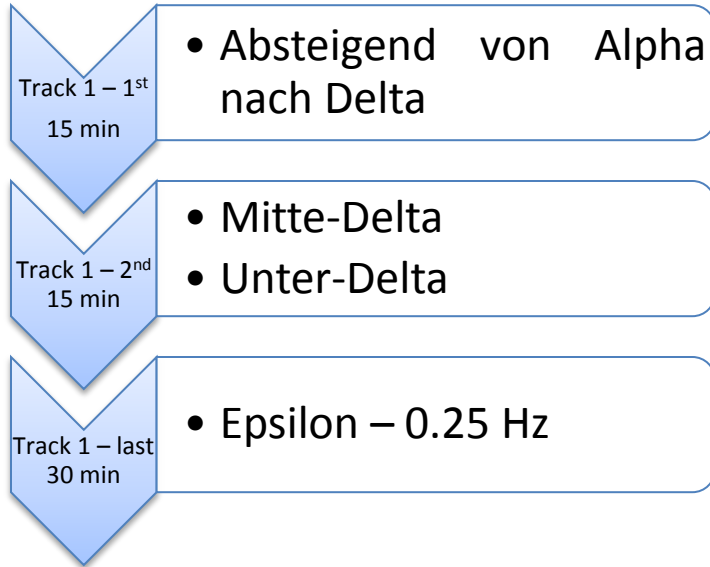 Track 1 – 1st
15 min
• Absteigend von Alpha
nach Delta
Track 1 – 2nd
15 min
• Mitte-Delta
• Unter-Delta
Track 1 – last
30 min
• Epsilon – 0.25 Hz